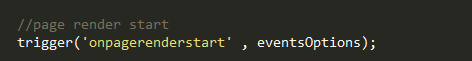 //page render start
trigger('onpagerenderstart' , eventsOptions);